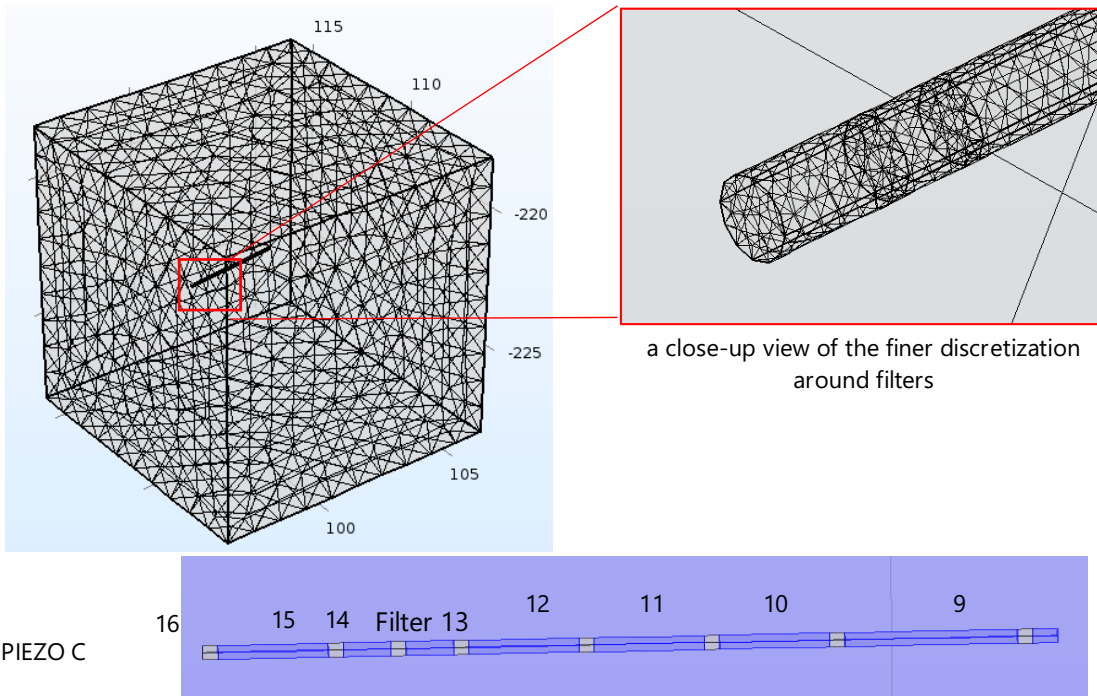 115
110
-220
-225
105
100
a close-up view of the finer discretization
around filters
16 15 14 Filter 13 12 11 10 9
PIEZO C